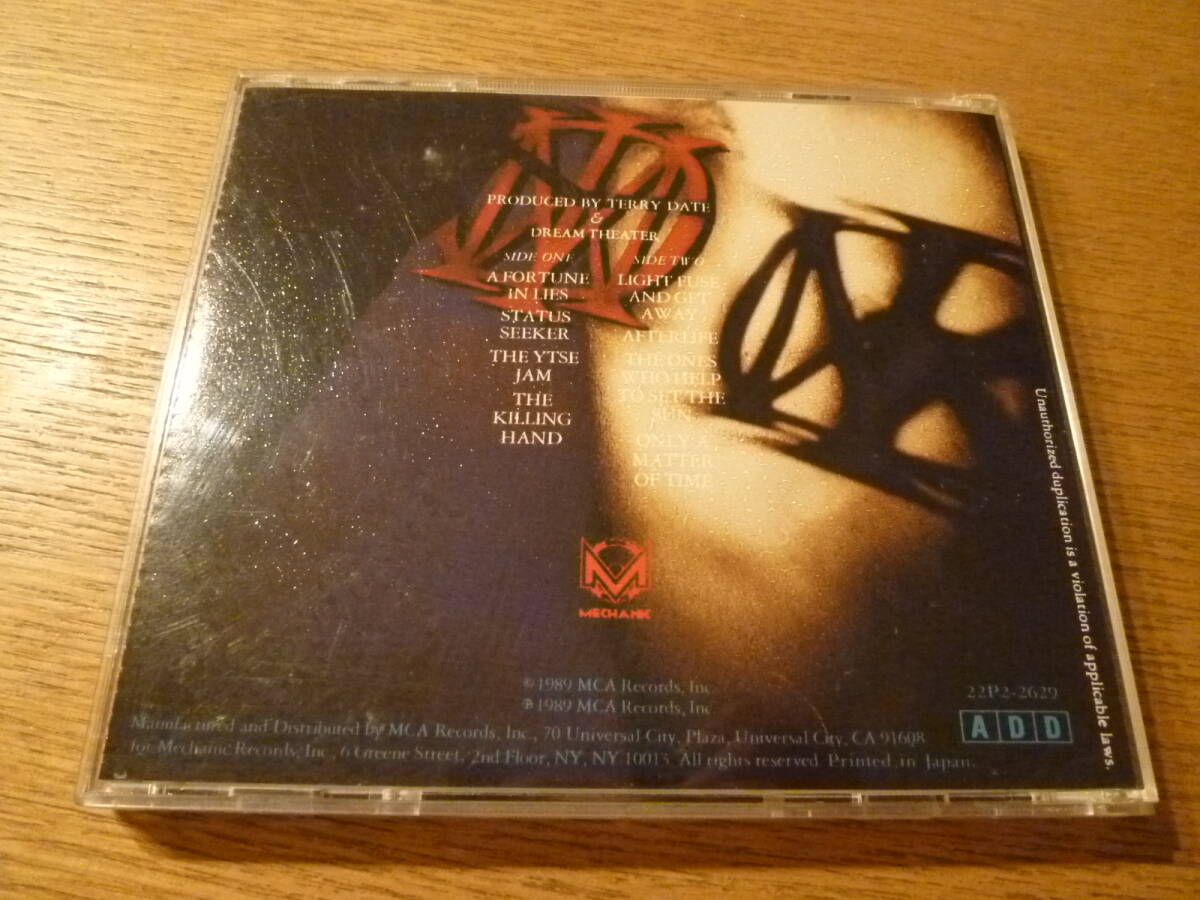 PRODUCED BY TERRY DATE
&
DREAM THEATER
SIDE ONE
A FORTUNE
IN LIES
STATUS
SEEKER
THE YTSE
JAM
THE
KILLING
HAND
SIDE TWO
LIGHT FUSE
AND GET
AWAY
AFTERLIFE
THE ONES
WHO HELP
TO SET THE
SUN
ONLY A
MATTER
OF TIME
MECHANIC
© 1989 MCA Records, Inc
℗ 1989 MCA Records, Inc
22P2-2629
ADD
Manufactured and Distributed by MCA Records, Inc., 70 Universal City, Plaza, Universal City, CA 91608
for Mechanic Records, Inc, 6 Greene Street, 2nd Floor, NY, NY 10013. All rights reserved. Printed in Japan.
Unauthorized duplication is a violation of applicable laws.